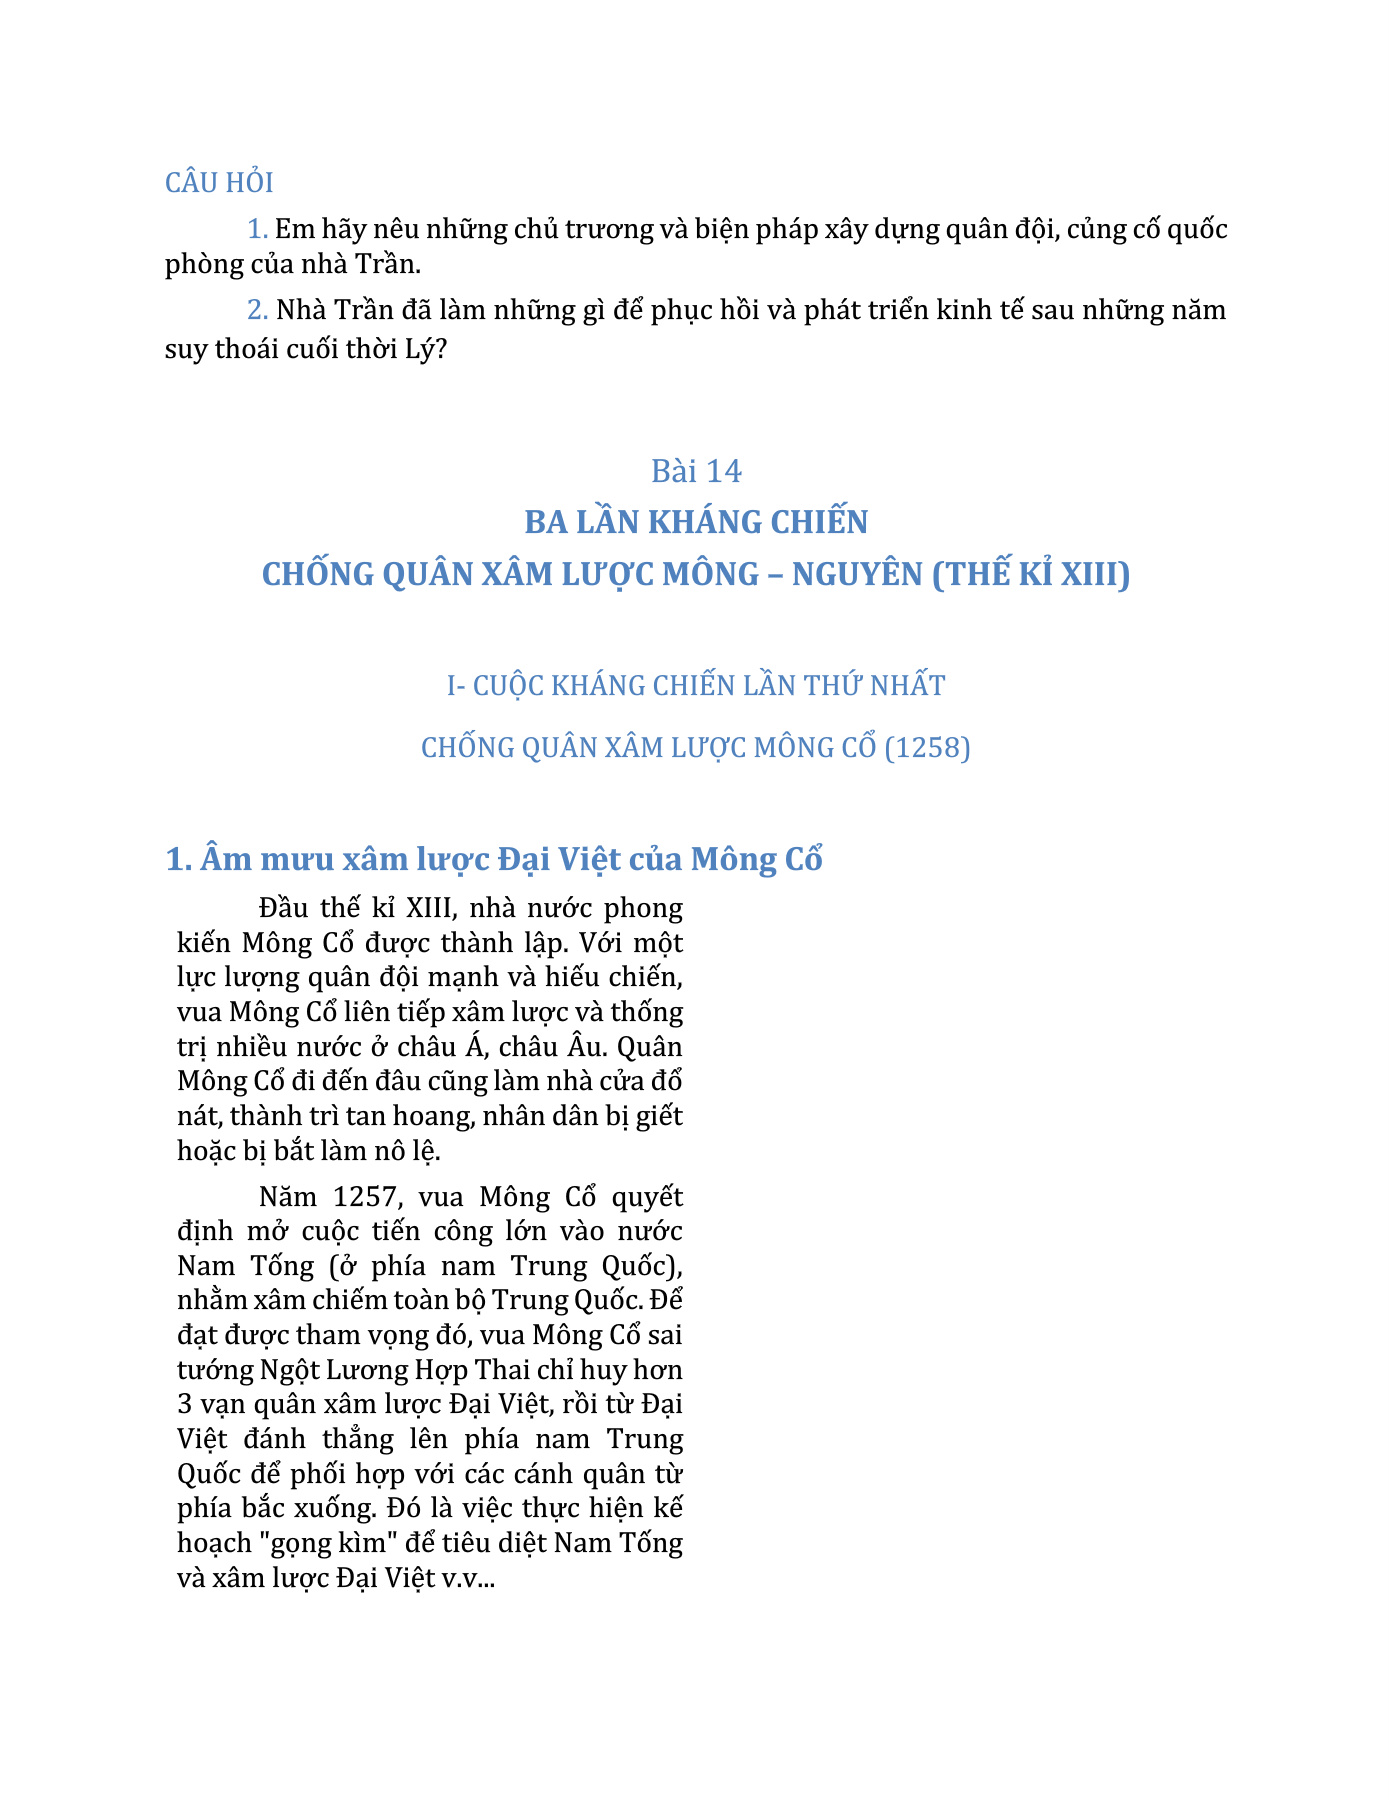 CÂU HỎI
1. Em hãy nêu những chủ trương và biện pháp xây dựng quân đội, củng cố quốc
phòng của nhà Trần.
2. Nhà Trần đã làm những gì để phục hồi và phát triển kinh tế sau những năm
suy thoái cuối thời Lý?
Bài 14
BA LẦN KHÁNG CHIẾN
CHỐNG QUÂN XÂM LƯỢC MÔNG – NGUYÊN (THẾ KỈ XIII)
I- CUỘC KHÁNG CHIẾN LẦN THỨ NHẤT
CHỐNG QUÂN XÂM LƯỢC MÔNG CỔ (1258)
1. Âm mưu xâm lược Đại Việt của Mông Cổ
Đầu thế kỉ XIII, nhà nước phong
kiến Mông Cổ được thành lập. Với một
lực lượng quân đội mạnh và hiếu chiến,
vua Mông Cổ liên tiếp xâm lược và thống
trị nhiều nước ở châu Á, châu Âu. Quân
Mông Cổ đi đến đâu cũng làm nhà cửa đổ
nát, thành trì tan hoang, nhân dân bị giết
hoặc bị bắt làm nô lệ.
Năm 1257, vua Mông Cổ quyết
định mở cuộc tiến công lớn vào nước
Nam Tống (ở phía nam Trung Quốc),
nhằm xâm chiếm toàn bộ Trung Quốc. Để
đạt được tham vọng đó, vua Mông Cổ sai
tướng Ngột Lương Hợp Thai chỉ huy hơn
3 vạn quân xâm lược Đại Việt, rồi từ Đại
Việt đánh thẳng lên phía nam Trung
Quốc để phối hợp với các cánh quân từ
phía bắc xuống. Đó là việc thực hiện kế
hoạch "gọng kìm" để tiêu diệt Nam Tống
và xâm lược Đại Việt v.v...